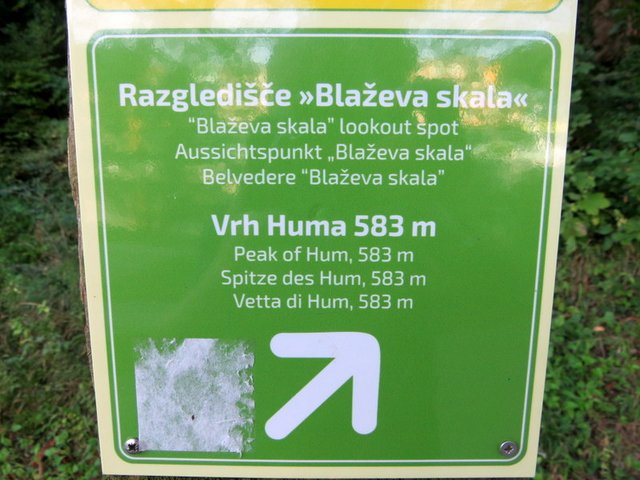 Razgledišče »Blaževa skala«
“Blaževa skala” lookout spot
Aussichtspunkt „Blaževa skala“
Belvedere “Blaževa skala”
Vrh Huma 583 m
Peak of Hum, 583 m
Spitze des Hum, 583 m
Vetta di Hum, 583 m